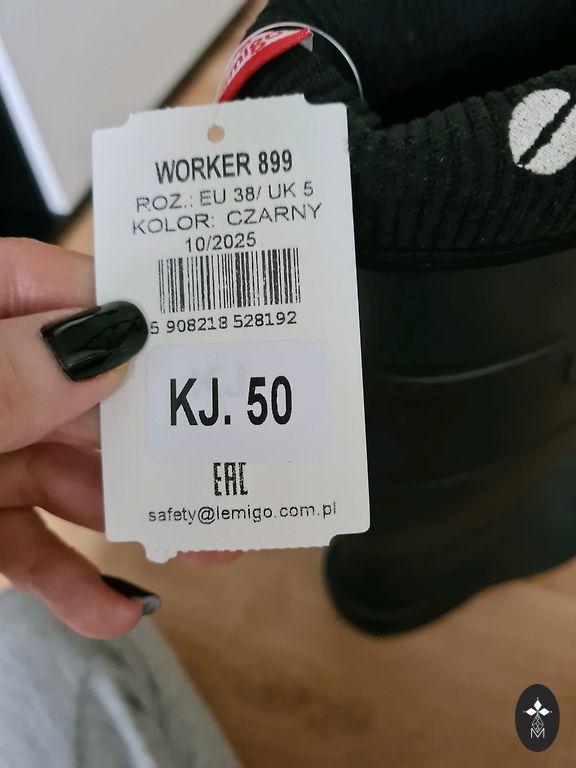 WORKER 899
ROZ.: EU 38/ UK 5
KOLOR: CZARNY
10/2025
5 908218 528192
KJ. 50
EAC
safety@lemigo.com.pl
M